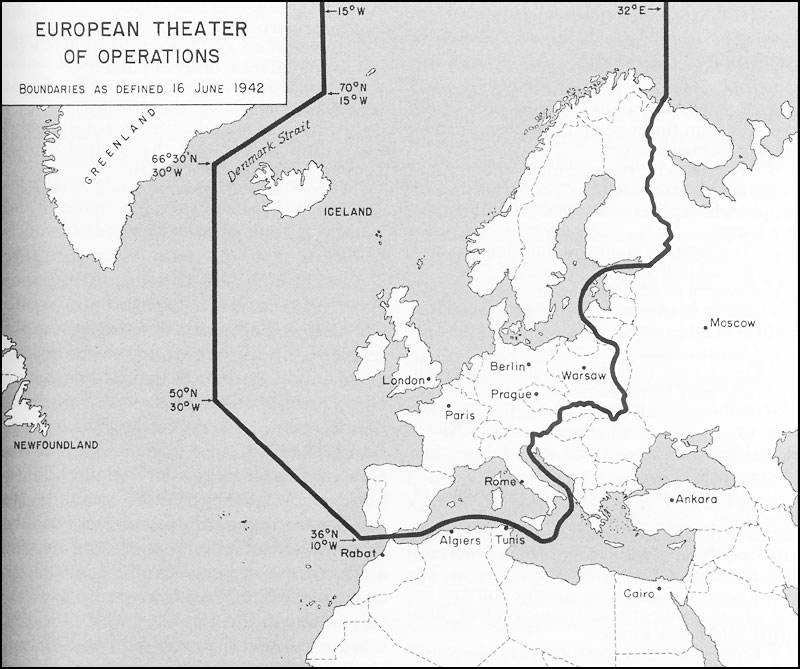 EUROPEAN THEATER
OF OPERATIONS
BOUNDARIES AS DEFINED 16 JUNE 1942
15°W
32°E
70°N
15°W
GREENLAND
Denmark Strait
66°30'N
30°W
ICELAND
Moscow
Berlin
Warsaw
London
Prague
50°N
30°W
Paris
NEWFOUNDLAND
Rome
Ankara
36°N
10°W
Rabat
Algiers
Tunis
Cairo